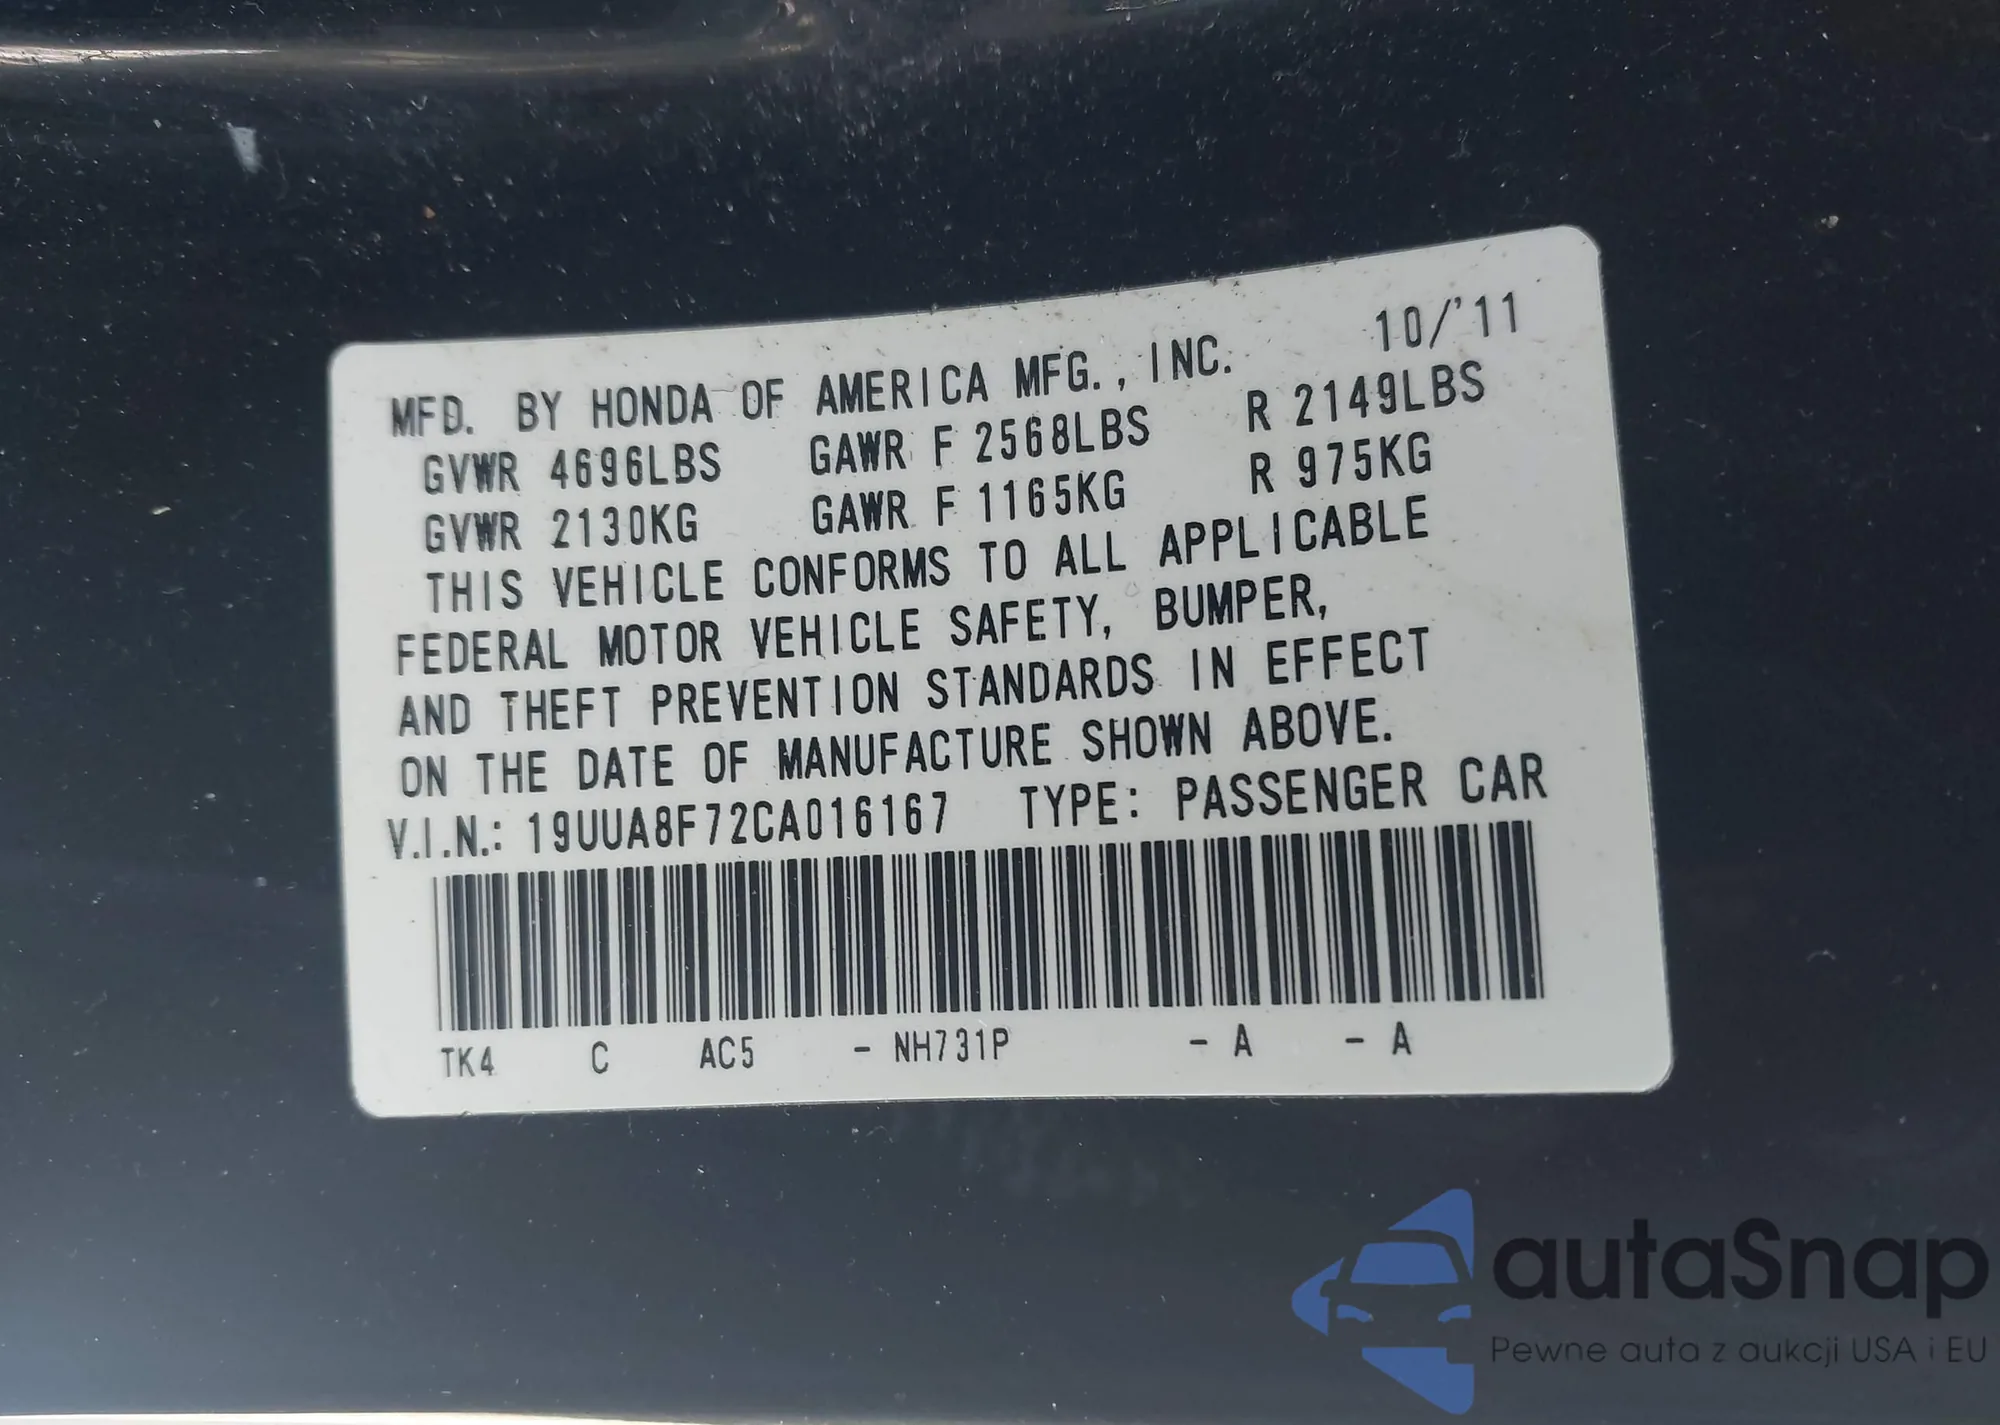 MFD. BY HONDA OF AMERICA MFG., INC. 10/'11
GVWR 4696LBS GAWR F 2568LBS R 2149LBS
GVWR 2130KG GAWR F 1165KG R 975KG
THIS VEHICLE CONFORMS TO ALL APPLICABLE
FEDERAL MOTOR VEHICLE SAFETY, BUMPER,
AND THEFT PREVENTION STANDARDS IN EFFECT
ON THE DATE OF MANUFACTURE SHOWN ABOVE.
V.I.N.: 19UUA8F72CA016167 TYPE: PASSENGER CAR
TK4 C AC5 - NH731P - A - A
autaSnap
Pewne auta z aukcji USA i EU